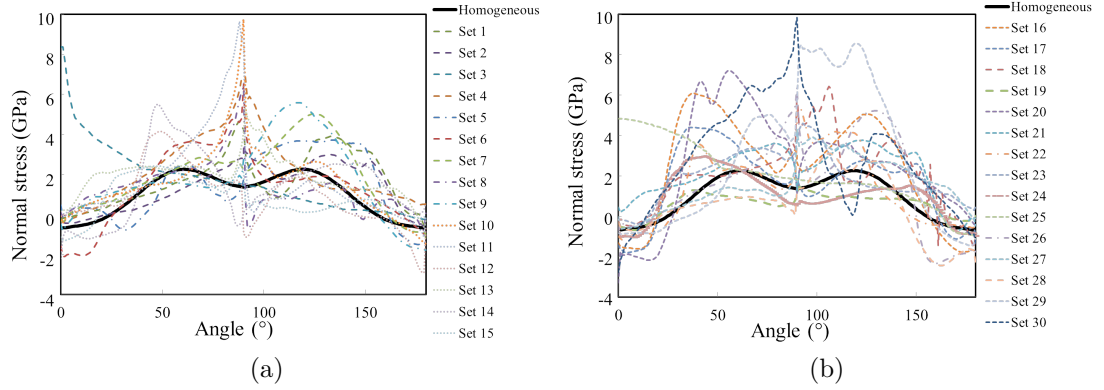 10
8
6
4
2
0
-2
-4
0
50
100
150
Normal stress (GPa)
Angle (°)
Homogeneous
Set 1
Set 2
Set 3
Set 4
Set 5
Set 6
Set 7
Set 8
Set 9
Set 10
Set 11
Set 12
Set 13
Set 14
Set 15
(a)
10
8
6
4
2
0
-2
-4
0
50
100
150
Normal stress (GPa)
Angle (°)
Homogeneous
Set 16
Set 17
Set 18
Set 19
Set 20
Set 21
Set 22
Set 23
Set 24
Set 25
Set 26
Set 27
Set 28
Set 29
Set 30
(b)